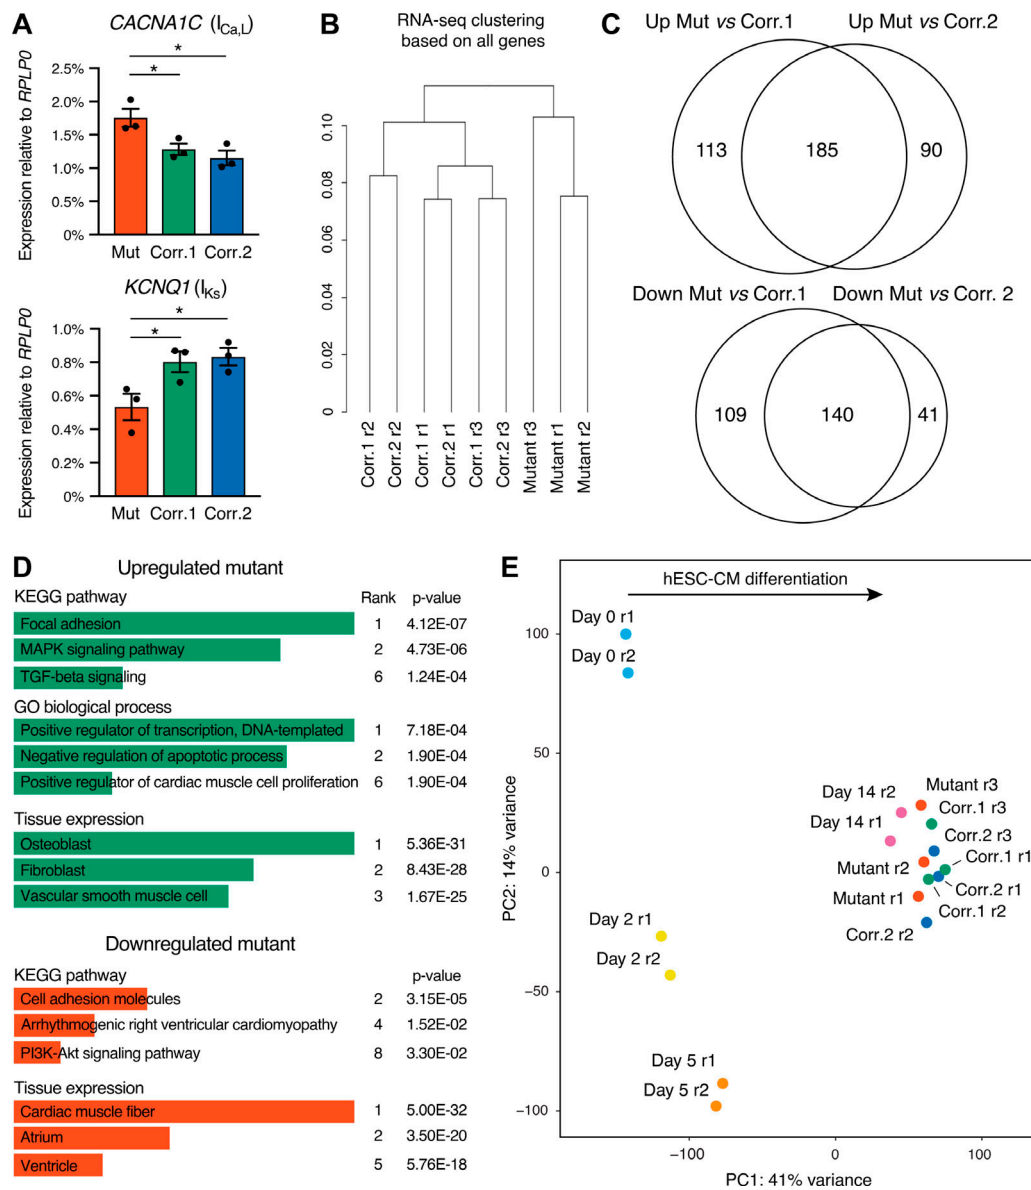 A
CACNA1C (ICa,L)
Expression relative to RPLP0
2.5%
2.0%
1.5%
1.0%
0.5%
0%
*
*
Mut Corr.1 Corr.2
KCNQ1 (IKs)
Expression relative to RPLP0
1.0%
0.8%
0.6%
0.4%
0.2%
0%
*
*
Mut Corr.1 Corr.2
B
RNA-seq clustering
based on all genes
0.10
0.08
0.06
0.04
0.02
0
Corr.1 r2
Corr.2 r2
Corr.1 r1
Corr.2 r1
Corr.1 r3
Corr.2 r3
Mutant r3
Mutant r1
Mutant r2
C
Up Mut vs Corr.1 Up Mut vs Corr.2
113 185 90
Down Mut vs Corr.1 Down Mut vs Corr. 2
109 140 41
D
Upregulated mutant
KEGG pathway Rank p-value
Focal adhesion 1 4.12E-07
MAPK signaling pathway 2 4.73E-06
TGF-beta signaling 6 1.24E-04
GO biological process
Positive regulator of transcription, DNA-templated 1 7.18E-04
Negative regulation of apoptotic process 2 1.90E-04
Positive regulator of cardiac muscle cell proliferation 6 1.90E-04
Tissue expression
Osteoblast 1 5.36E-31
Fibroblast 2 8.43E-28
Vascular smooth muscle cell 3 1.67E-25
Downregulated mutant
KEGG pathway p-value
Cell adhesion molecules 2 3.15E-05
Arrhythmogenic right ventricular cardiomyopathy 4 1.52E-02
PI3K-Akt signaling pathway 8 3.30E-02
Tissue expression
Cardiac muscle fiber 1 5.00E-32
Atrium 2 3.50E-20
Ventricle 5 5.76E-18
E
hESC-CM differentiation
Day 0 r1
Day 0 r2
Day 14 r2
Day 14 r1
Mutant r3
Corr.1 r3
Corr.2 r3
Corr.1 r1
Mutant r2
Corr.2 r1
Mutant r1
Corr.1 r2
Corr.2 r2
Day 2 r1
Day 2 r2
Day 5 r1
Day 5 r2
PC2: 14% variance
100
50
0
−50
−100
−100 0 100
PC1: 41% variance